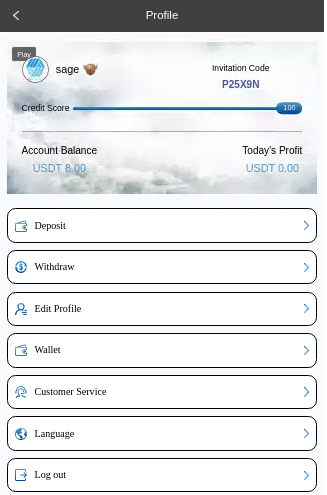 Profile
Play
sage
Invitation Code
P25X9N
Credit Score
100
Account Balance
Today's Profit
USDT 8.00
USDT 0.00
Deposit
Withdraw
Edit Profile
Wallet
Customer Service
Language
Log out